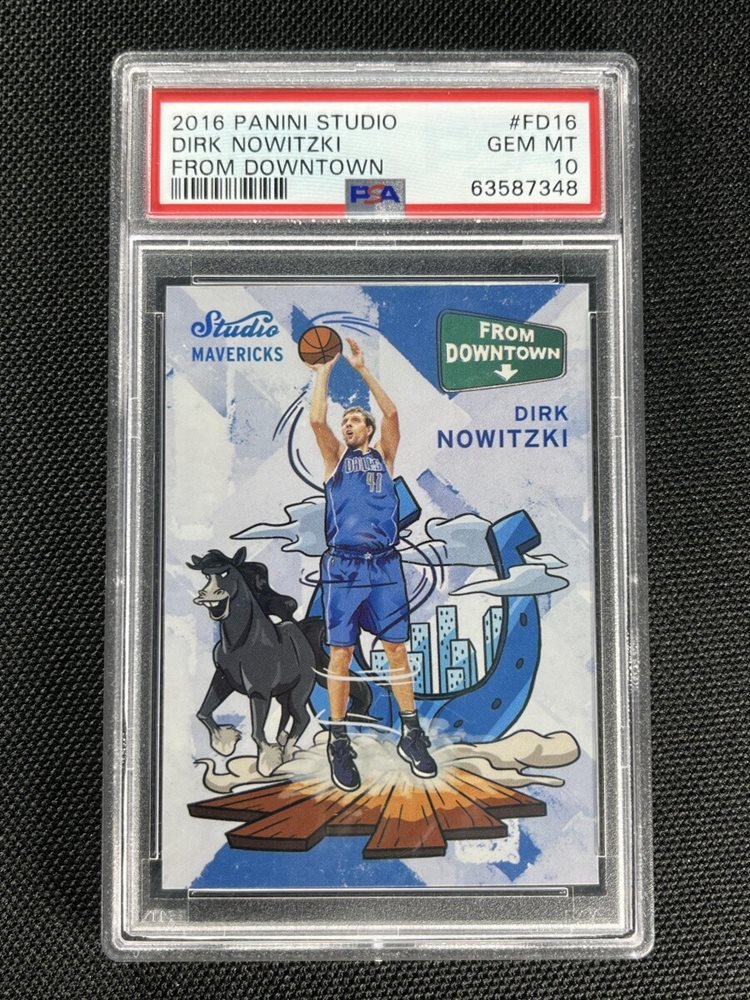 2016 PANINI STUDIO #FD16
DIRK NOWITZKI GEM MT
FROM DOWNTOWN 10
PSA 63587348
Studio
MAVERICKS
FROM
DOWNTOWN
DIRK
NOWITZKI
DALLAS
41